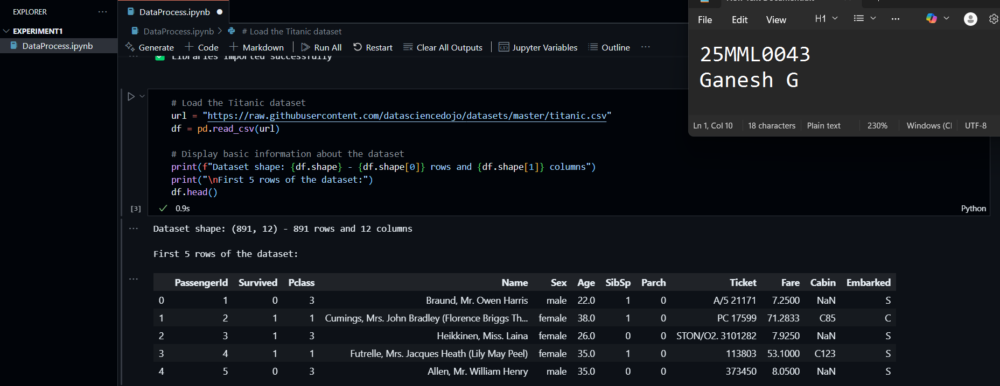 EXPLORER
EXPERIMENT1
DataProcess.ipynb
DataProcess.ipynb
DataProcess.ipynb > # Load the Titanic dataset
Generate + Code + Markdown | Run All Restart Clear All Outputs | Jupyter Variables Outline ...
Libraries imported successfully
# Load the Titanic dataset
url = "https://raw.githubusercontent.com/datasciencedojo/datasets/master/titanic.csv"
df = pd.read_csv(url)
# Display basic information about the dataset
print(f"Dataset shape: {df.shape} - {df.shape[0]} rows and {df.shape[1]} columns")
print("\nFirst 5 rows of the dataset:")
df.head()
[3] 0.9s Python
Dataset shape: (891, 12) - 891 rows and 12 columns
First 5 rows of the dataset:
PassengerId Survived Pclass Name Sex Age SibSp Parch Ticket Fare Cabin Embarked
0 1 0 3 Braund, Mr. Owen Harris male 22.0 1 0 A/5 21171 7.2500 NaN S
1 2 1 1 Cumings, Mrs. John Bradley (Florence Briggs Th... female 38.0 1 0 PC 17599 71.2833 C85 C
2 3 1 3 Heikkinen, Miss. Laina female 26.0 0 0 STON/O2. 3101282 7.9250 NaN S
3 4 1 1 Futrelle, Mrs. Jacques Heath (Lily May Peel) female 35.0 1 0 113803 53.1000 C123 S
4 5 0 3 Allen, Mr. William Henry male 35.0 0 0 373450 8.0500 NaN S
File Edit View H1 ...
25MML0043
Ganesh G
Ln 1, Col 10 18 characters Plain text 230% Windows (Cl UTF-8